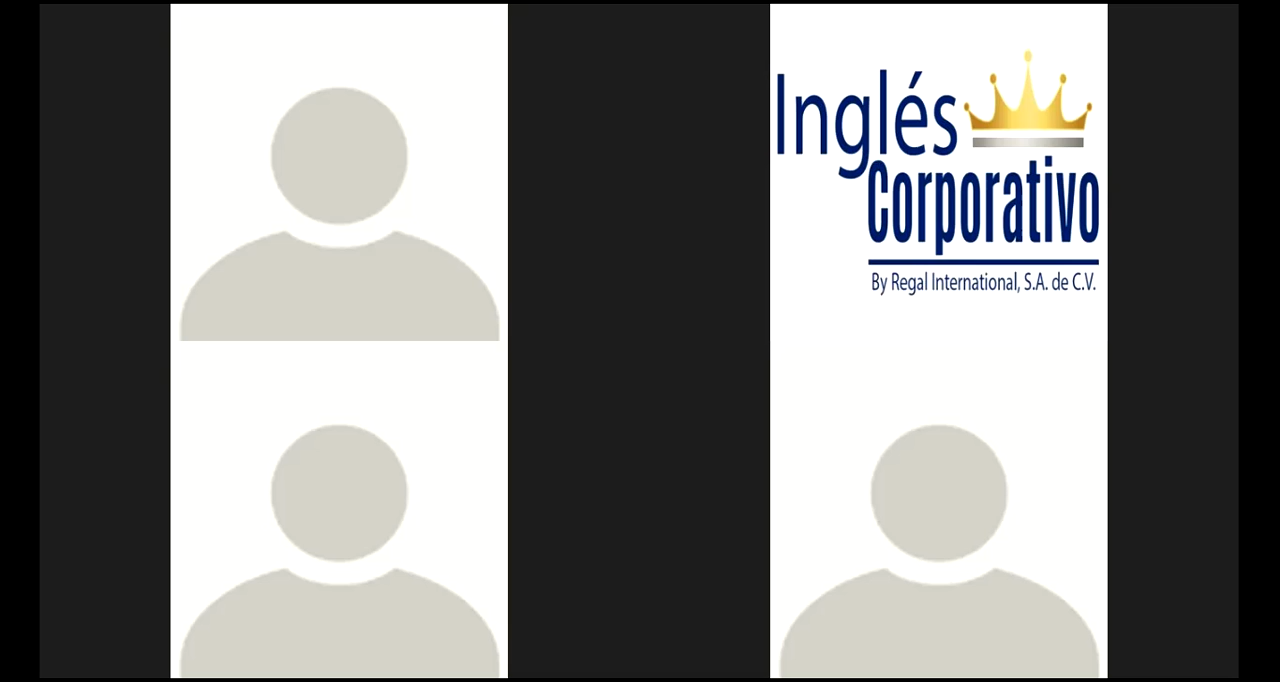 Inglés
Corporativo
By Regal International, S.A. de C.V.